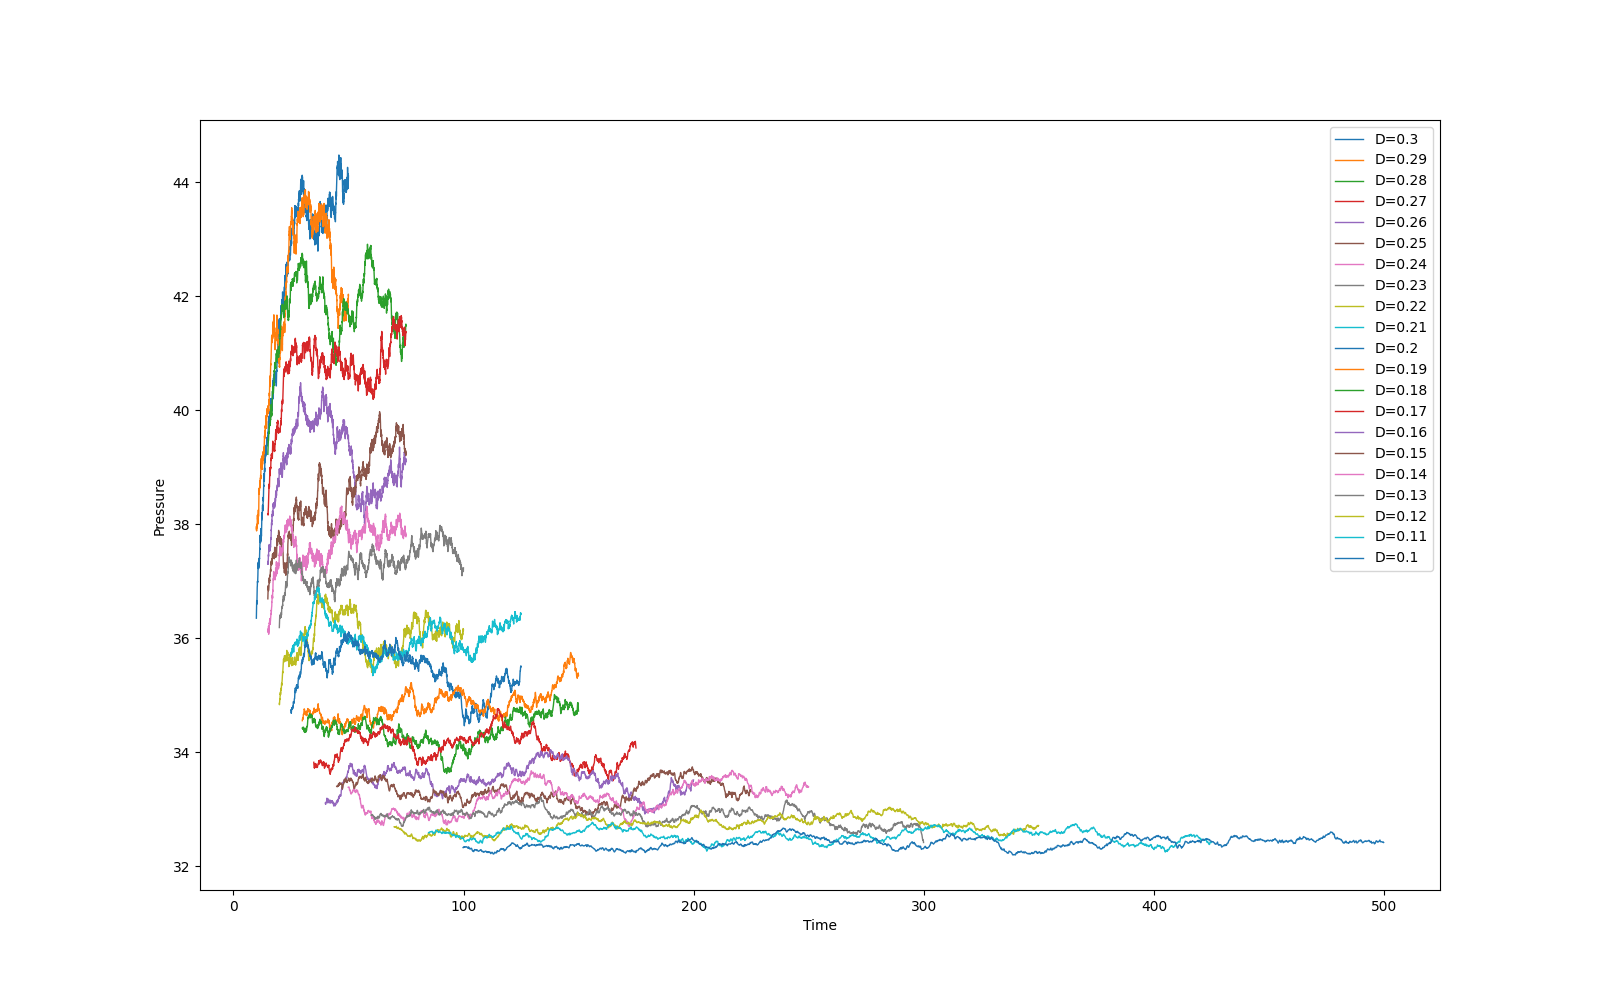 44
42
40
38
36
34
32
Pressure
0
100
200
300
400
500
Time
D=0.3
D=0.29
D=0.28
D=0.27
D=0.26
D=0.25
D=0.24
D=0.23
D=0.22
D=0.21
D=0.2
D=0.19
D=0.18
D=0.17
D=0.16
D=0.15
D=0.14
D=0.13
D=0.12
D=0.11
D=0.1